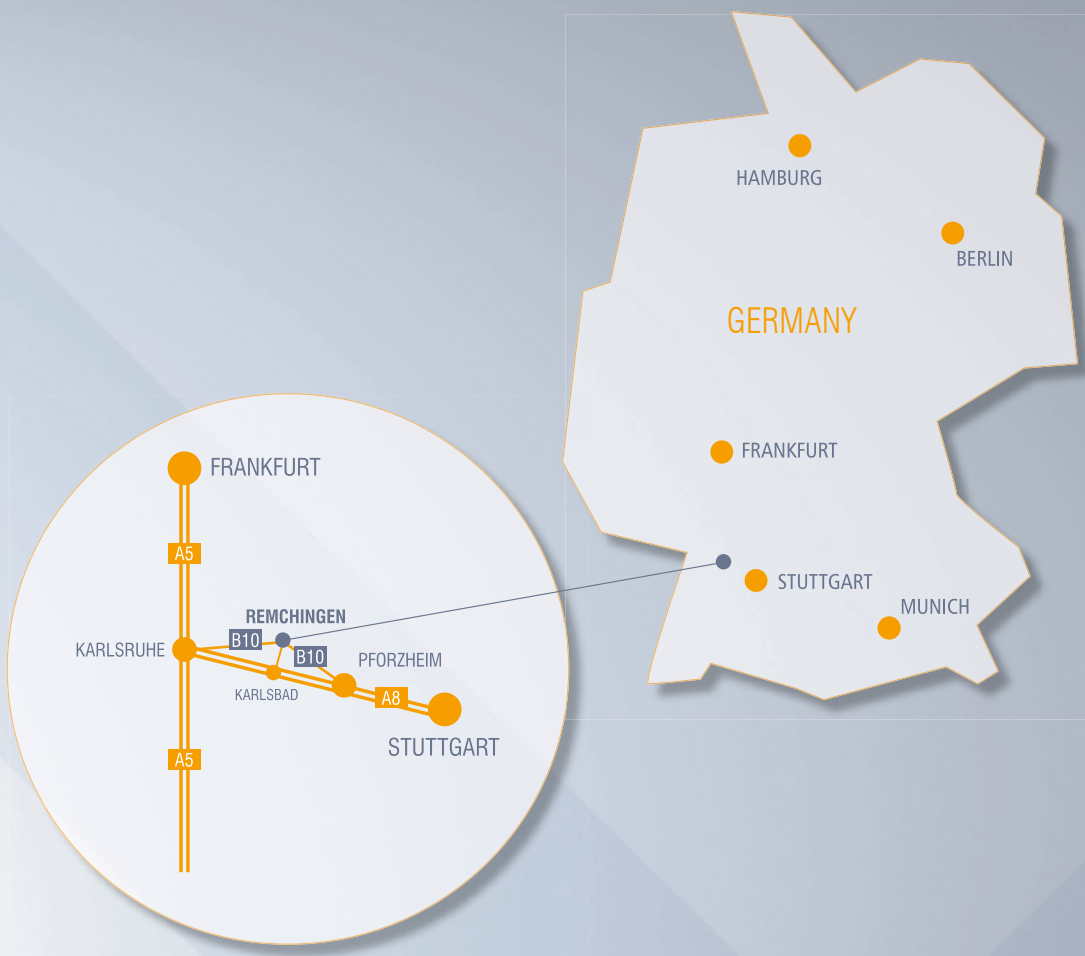 HAMBURG
BERLIN
GERMANY
FRANKFURT
STUTTGART
MUNICH
FRANKFURT
A5
REMCHINGEN
B10
KARLSRUHE
B10
PFORZHEIM
KARLSBAD
A8
STUTTGART
A5